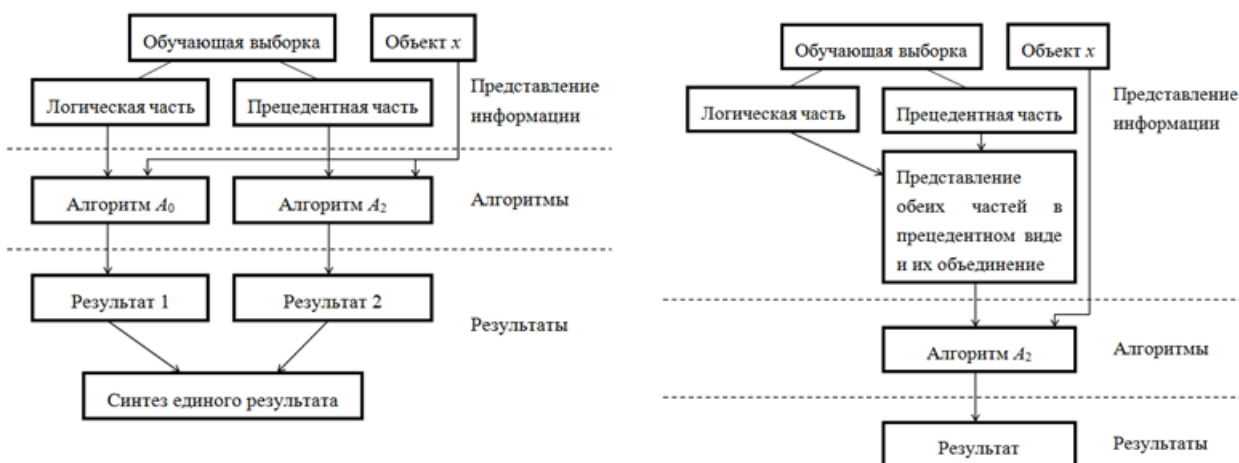 Обучающая выборка
Объект x
Логическая часть
Прецедентная часть
Представление
информации
Алгоритм A0
Алгоритм A2
Алгоритмы
Результат 1
Результат 2
Результаты
Синтез единого результата
Обучающая выборка
Объект x
Логическая часть
Прецедентная часть
Представление
информации
Представление
обеих частей в
прецедентном виде
и их объединение
Алгоритм A2
Алгоритмы
Результат
Результаты